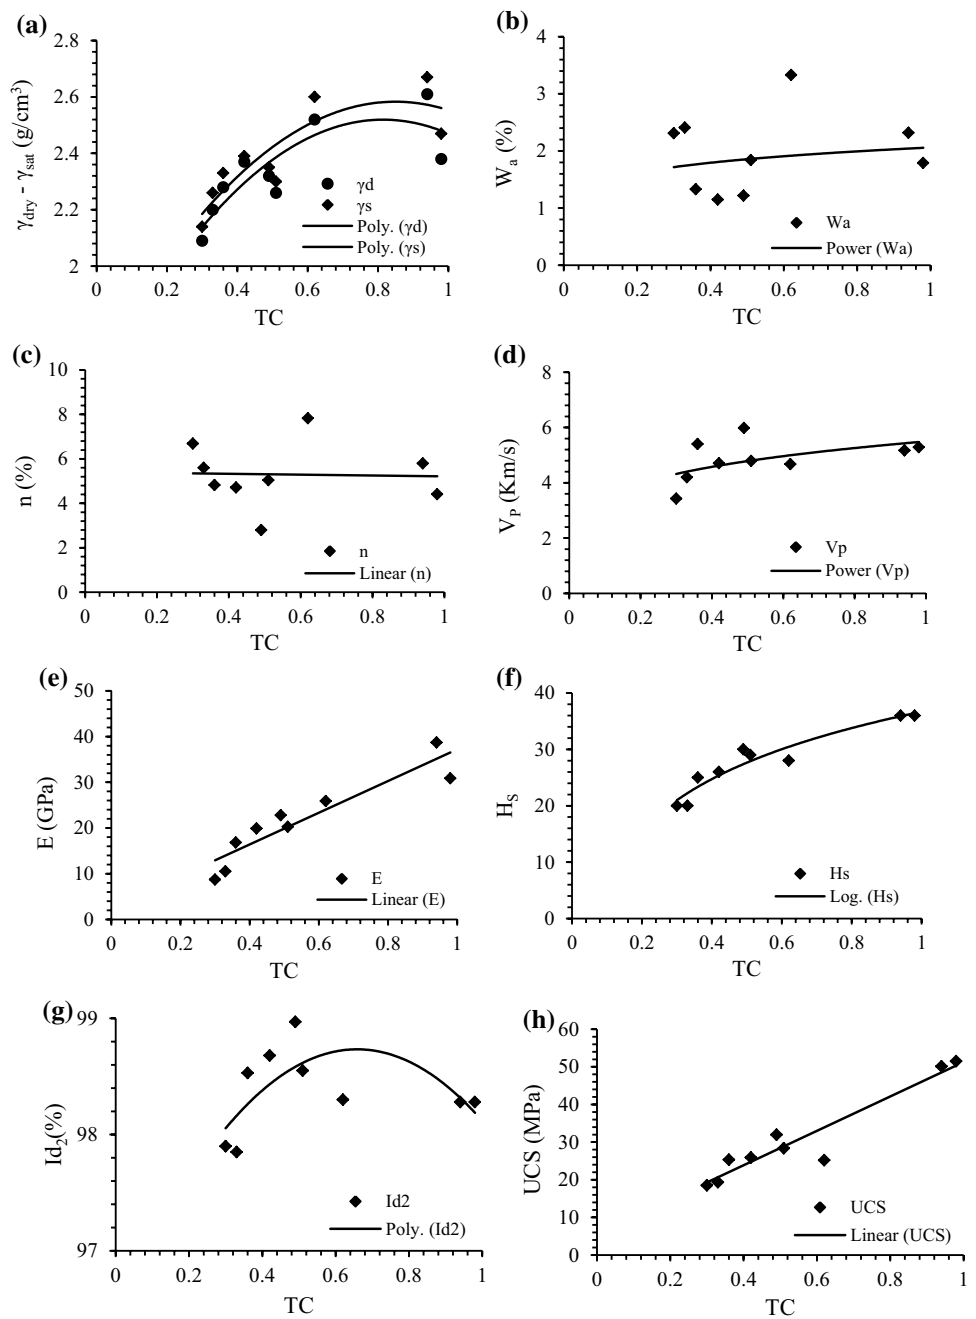 (a)
2.8
2.6
2.4
2.2
2
γdry - γsat (g/cm3)
γd
γs
Poly. (γd)
Poly. (γs)
0 0.2 0.4 0.6 0.8 1
TC
(b)
4
3
2
1
0
Wa (%)
Wa
Power (Wa)
0 0.2 0.4 0.6 0.8 1
TC
(c)
10
8
6
4
2
0
n (%)
n
Linear (n)
0 0.2 0.4 0.6 0.8 1
TC
(d)
8
6
4
2
0
VP (Km/s)
Vp
Power (Vp)
0 0.2 0.4 0.6 0.8 1
TC
(e)
50
40
30
20
10
0
E (GPa)
E
Linear (E)
0 0.2 0.4 0.6 0.8 1
TC
(f)
40
30
20
10
0
HS
Hs
Log. (Hs)
0 0.2 0.4 0.6 0.8 1
TC
(g)
99
98
97
Id2(%)
Id2
Poly. (Id2)
0 0.2 0.4 0.6 0.8 1
TC
(h)
60
50
40
30
20
10
0
UCS (MPa)
UCS
Linear (UCS)
0 0.2 0.4 0.6 0.8 1
TC